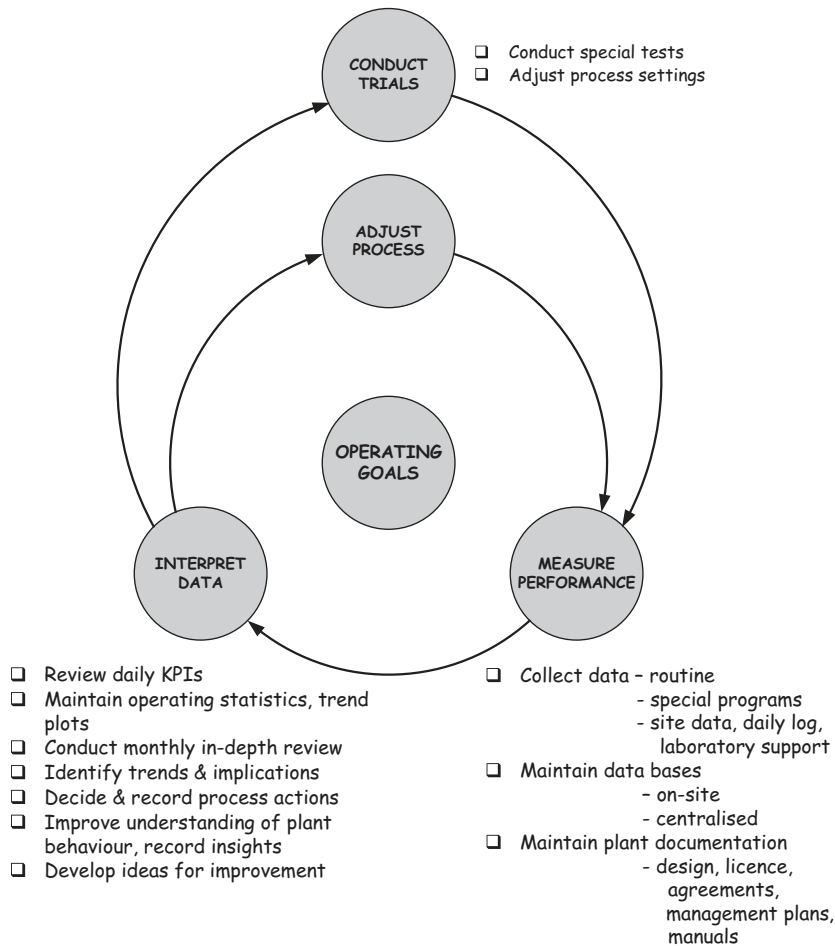 CONDUCT
TRIALS
❑ Conduct special tests
❑ Adjust process settings
ADJUST
PROCESS
OPERATING
GOALS
INTERPRET
DATA
MEASURE
PERFORMANCE
❑ Review daily KPIs
❑ Maintain operating statistics, trend
plots
❑ Conduct monthly in-depth review
❑ Identify trends & implications
❑ Decide & record process actions
❑ Improve understanding of plant
behaviour, record insights
❑ Develop ideas for improvement
❑ Collect data – routine
- special programs
- site data, daily log,
laboratory support
❑ Maintain data bases
– on-site
- centralised
❑ Maintain plant documentation
- design, licence,
agreements,
management plans,
manuals